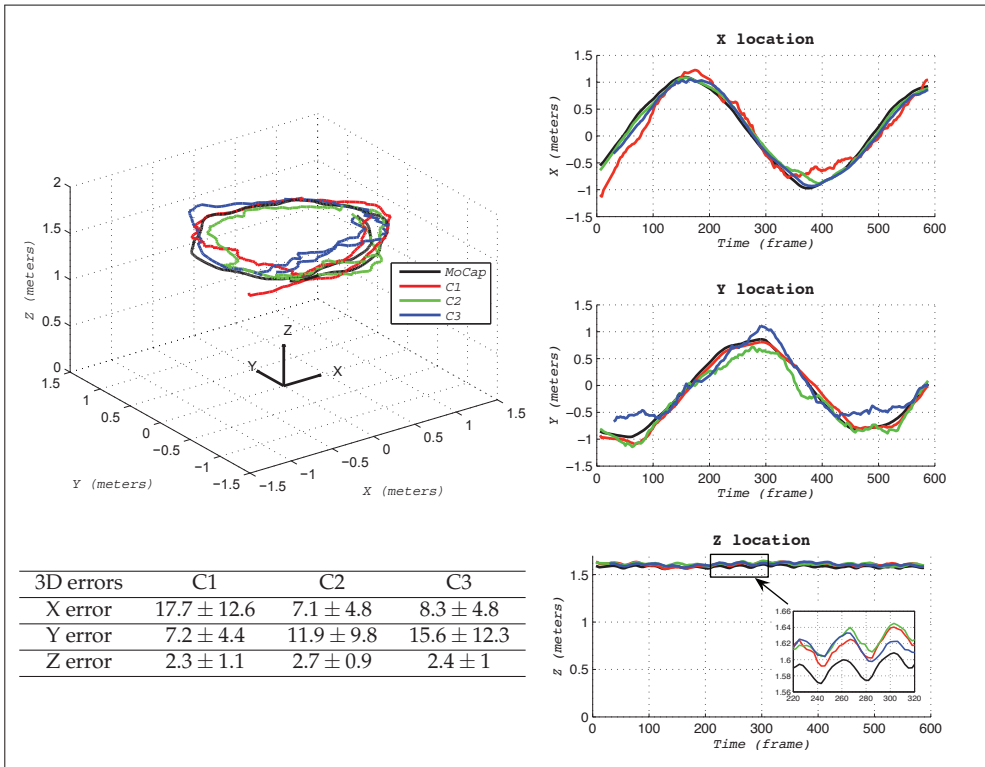 2
1.5
1
0.5
0
Z (meters)
1.5
1
0.5
0
−0.5
−1
−1.5
Y (meters)
−1.5
−1
−0.5
0
0.5
1
1.5
X (meters)
Z
Y
X
MoCap
C1
C2
C3
3D errors C1 C2 C3
X error 17.7 ± 12.6 7.1 ± 4.8 8.3 ± 4.8
Y error 7.2 ± 4.4 11.9 ± 9.8 15.6 ± 12.3
Z error 2.3 ± 1.1 2.7 ± 0.9 2.4 ± 1
X location
1.5
1
0.5
0
−0.5
−1
−1.5
X (meters)
0 100 200 300 400 500 600
Time (frame)
Y location
1.5
1
0.5
0
−0.5
−1
−1.5
Y (meters)
0 100 200 300 400 500 600
Time (frame)
Z location
1.5
1
0.5
0
Z (meters)
1.66
1.64
1.62
1.6
1.58
1.56
220 240 260 280 300 320
0 100 200 300 400 500 600
Time (frame)